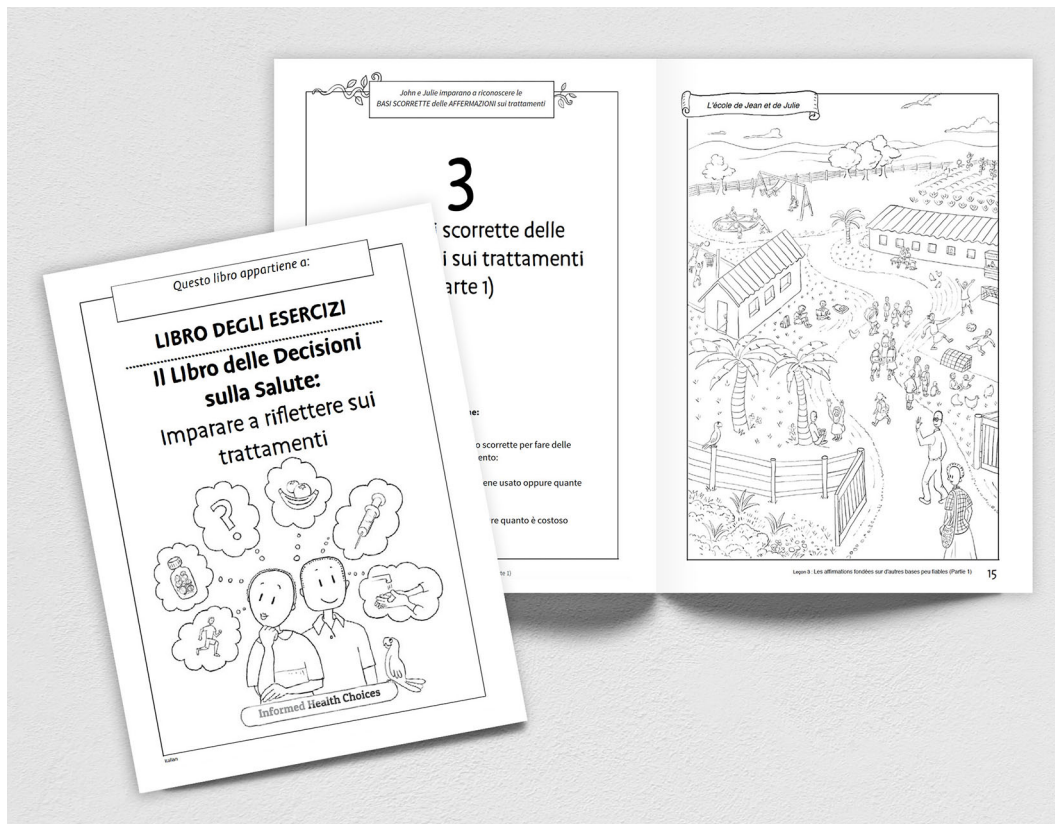 Questo libro appartiene a:
LIBRO DEGLI ESERCIZI
Il LIbro delle Decisioni
sulla Salute:
Imparare a riflettere sui
trattamenti
?
Informed Health Choices
Italian
John e Julie imparano a riconoscere le
BASI SCORRETTE delle AFFERMAZIONI sui trattamenti
3
scorrette delle
i sui trattamenti
arte 1)
ne:
o scorrette per fare delle
ento:
ene usato oppure quante
re quanto è costoso
rte 1)
L'école de Jean et de Julie
Leçon 3 : Les affirmations fondées sur d'autres bases peu fiables (Partie 1) 15